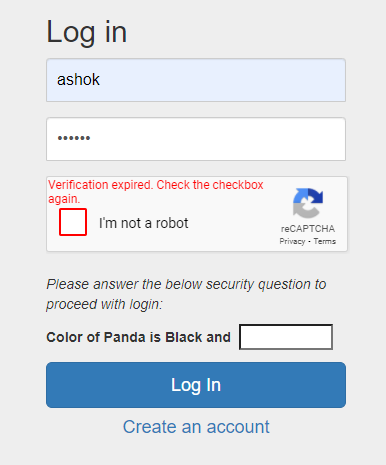 Log in
ashok
••••••
Verification expired. Check the checkbox
again.
I'm not a robot
reCAPTCHA
Privacy - Terms
Please answer the below security question to
proceed with login:
Color of Panda is Black and
Log In
Create an account